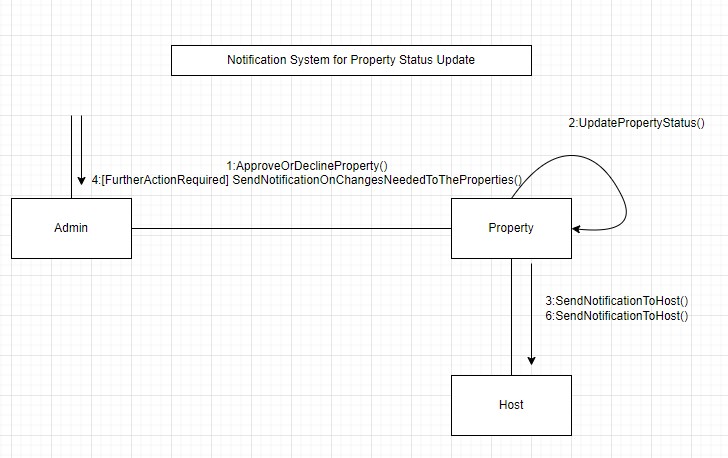 Notification System for Property Status Update
2:UpdatePropertyStatus()
1:ApproveOrDeclineProperty()
4:[FurtherActionRequired] SendNotificationOnChangesNeededToTheProperties()
Admin
Property
3:SendNotificationToHost()
6:SendNotificationToHost()
Host